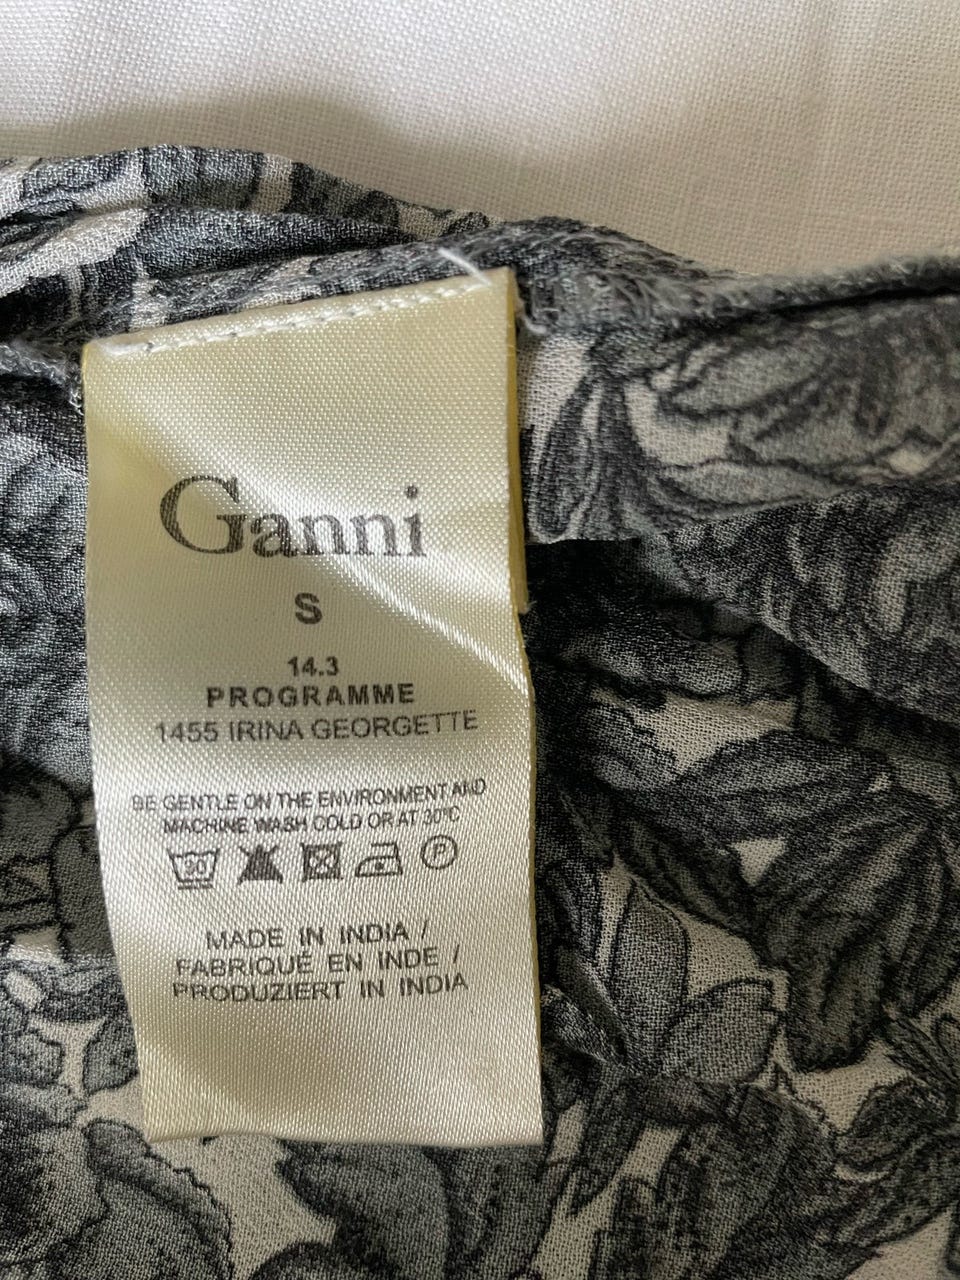 Ganni
S
14.3
PROGRAMME
1455 IRINA GEORGETTE
BE GENTLE ON THE ENVIRONMENT AND
MACHINE WASH COLD OR AT 30°C
30 P
MADE IN INDIA /
FABRIQUÉ EN INDE /
PRODUZIERT IN INDIA